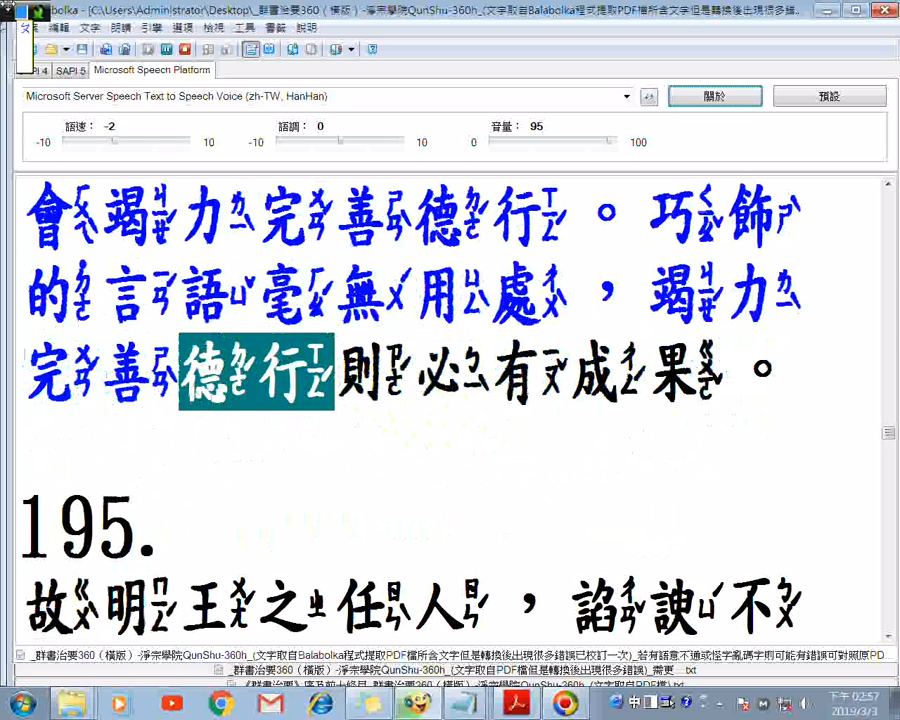 bolka - [C:\Users\Administrator\Desktop\_群書治要360（橫版）-淨宗學院QunShu-360h_(文字取自Balabolka程式提取PDF檔所含文字但是轉換後出現很多錯誤
編輯 文字 朗讀 引擎 選項 檢視 工具 書籤 說明
PI 4 SAPI 5 Microsoft Speech Platform
Microsoft Server Speech Text to Speech Voice (zh-TW, HanHan)
關於
預設
語速： -2
語調： 0
音量： 95
-10 10 -10 10 0 100
會竭力完善德行。巧飾
的言語毫無用處，竭力
完善德行則必有成果。
195.
故明王之任人，諂諛不
_群書治要360（橫版）-淨宗學院QunShu-360h_(文字取自Balabolka程式提取PDF檔所含文字但是轉換後出現很多錯誤已校訂一次)_若有語意不通或怪字亂碼字則可能有錯誤可對照原PD
_群書治要360（橫版）-淨宗學院QunShu-360h_(文字取自PDF檔但是轉換後出現很多錯誤)_需更....txt
中
下午 02:57
2019/3/3